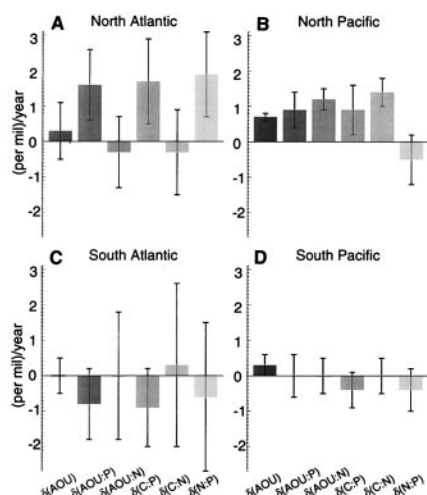 A North Atlantic
B North Pacific
(per mil)/year
3
2
1
0
-1
-2
3
2
1
0
-1
-2
C South Atlantic
D South Pacific
(per mil)/year
3
2
1
0
-1
-2
3
2
1
0
-1
-2
δ(AOU)
δ(AOU:P)
δ(AOU:N)
δ(C:P)
δ(C:N)
δ(N:P)
δ(AOU)
δ(AOU:P)
δ(AOU:N)
δ(C:P)
δ(C:N)
δ(N:P)